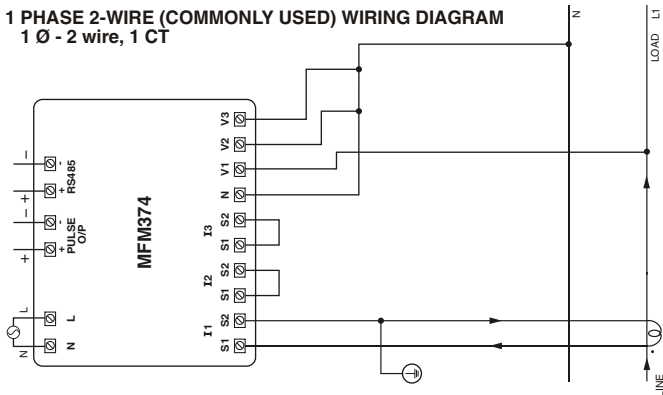 1 PHASE 2-WIRE (COMMONLY USED) WIRING DIAGRAM
1 Ø - 2 wire, 1 CT
N
L1
LOAD
V3
V2
V1
N
S2
I3
S1
S2
I2
S1
S2
I1
S1
MFM374
-
- RS485
+
+
-
- PULSE
O/P
+
+
L
L
N
N
LINE